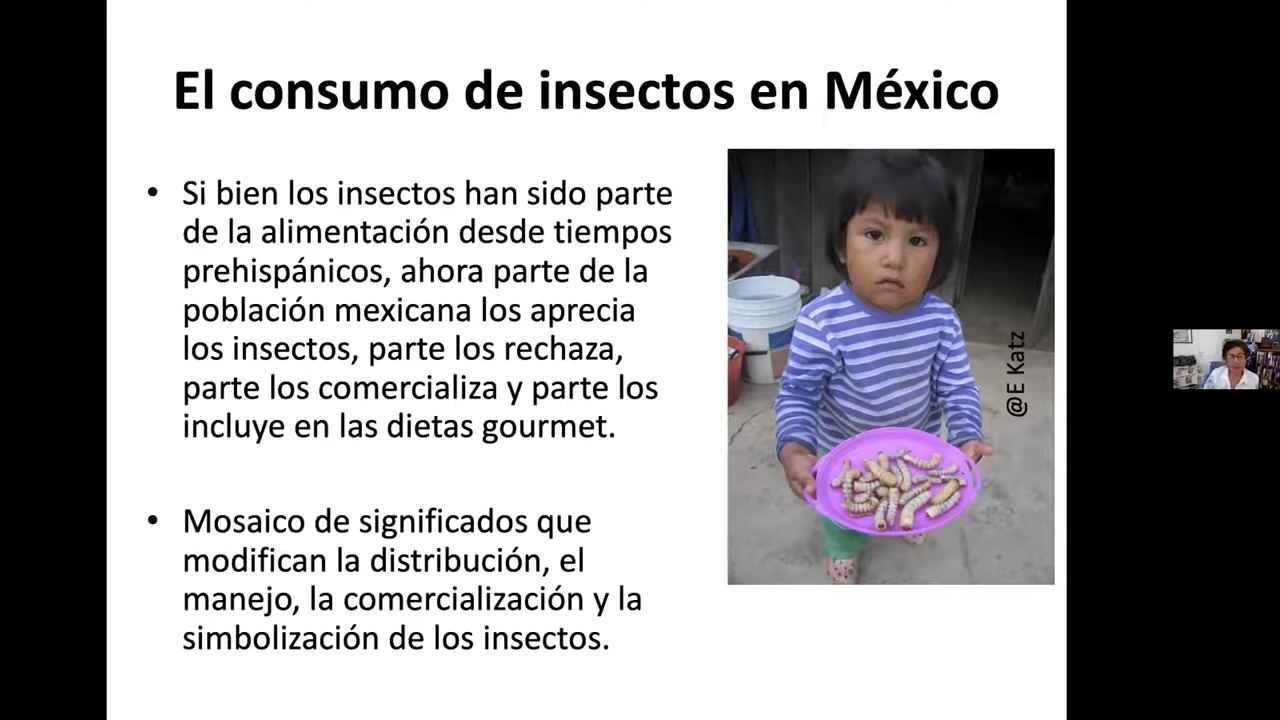 El consumo de insectos en México
• Si bien los insectos han sido parte
de la alimentación desde tiempos
prehispánicos, ahora parte de la
población mexicana los aprecia
los insectos, parte los rechaza,
parte los comercializa y parte los
incluye en las dietas gourmet.
• Mosaico de significados que
modifican la distribución, el
manejo, la comercialización y la
simbolización de los insectos.
@E Katz